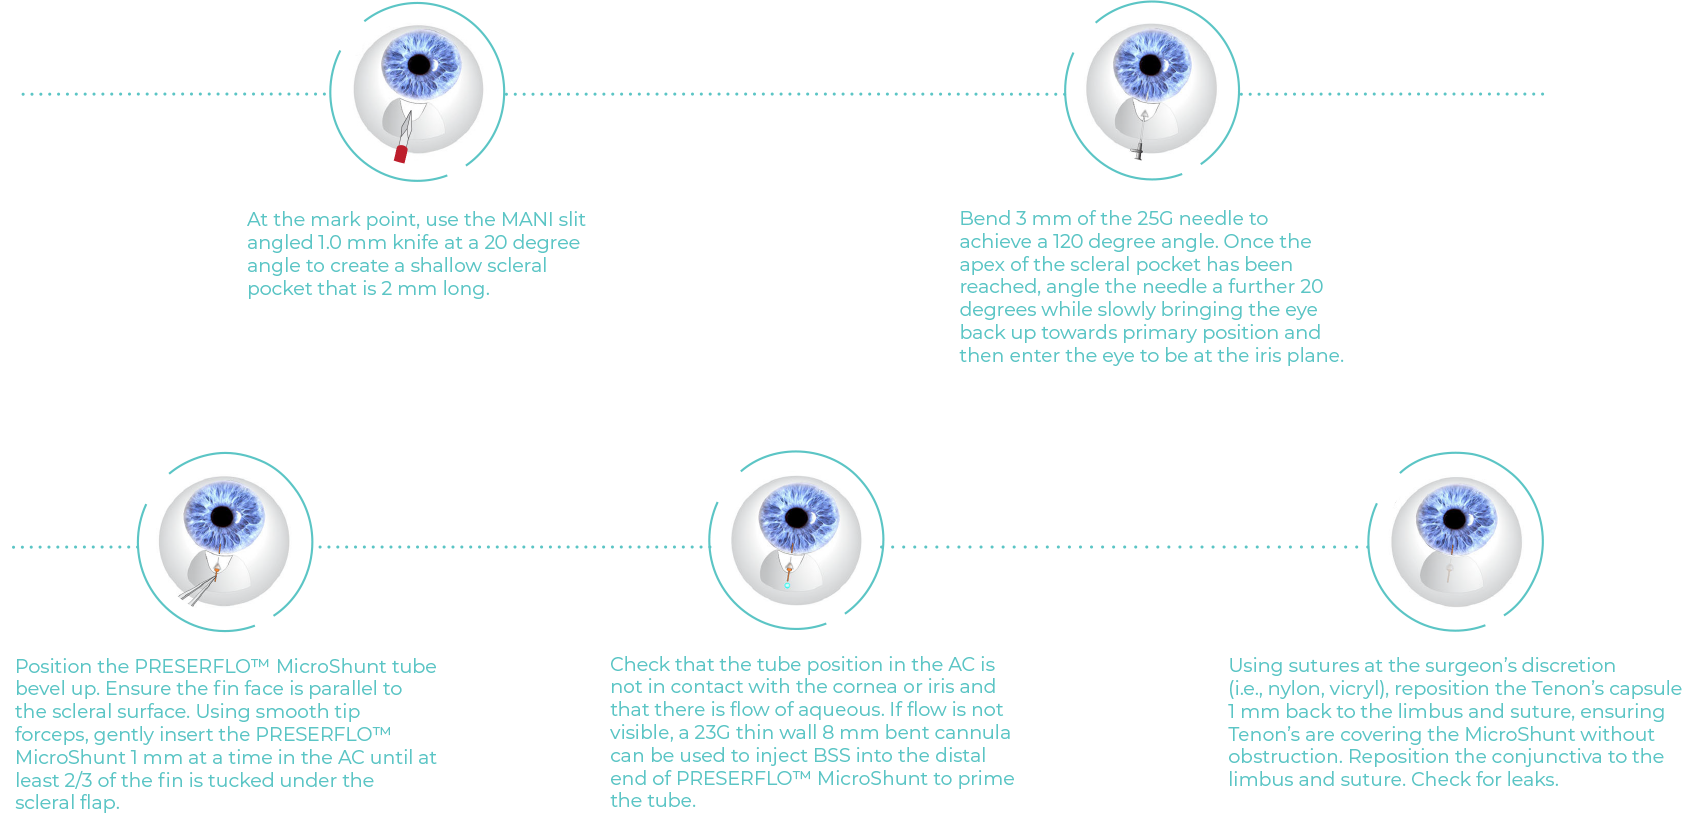 At the mark point, use the MANI slit
angled 1.0 mm knife at a 20 degree
angle to create a shallow scleral
pocket that is 2 mm long.
Bend 3 mm of the 25G needle to
achieve a 120 degree angle. Once the
apex of the scleral pocket has been
reached, angle the needle a further 20
degrees while slowly bringing the eye
back up towards primary position and
then enter the eye to be at the iris plane.
Position the PRESERFLO™ MicroShunt tube
bevel up. Ensure the fin face is parallel to
the scleral surface. Using smooth tip
forceps, gently insert the PRESERFLO™
MicroShunt 1 mm at a time in the AC until at
least 2/3 of the fin is tucked under the
scleral flap.
Check that the tube position in the AC is
not in contact with the cornea or iris and
that there is flow of aqueous. If flow is not
visible, a 23G thin wall 8 mm bent cannula
can be used to inject BSS into the distal
end of PRESERFLO™ MicroShunt to prime
the tube.
Using sutures at the surgeon’s discretion
(i.e., nylon, vicryl), reposition the Tenon’s capsule
1 mm back to the limbus and suture, ensuring
Tenon’s are covering the MicroShunt without
obstruction. Reposition the conjunctiva to the
limbus and suture. Check for leaks.